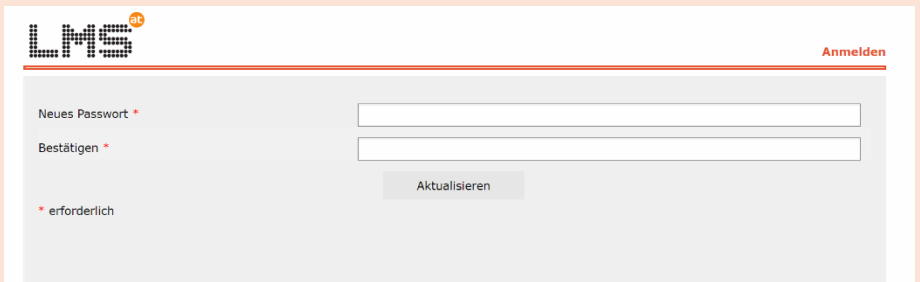 LMS at
Anmelden
Neues Passwort *
Bestätigen *
Aktualisieren
* erforderlich